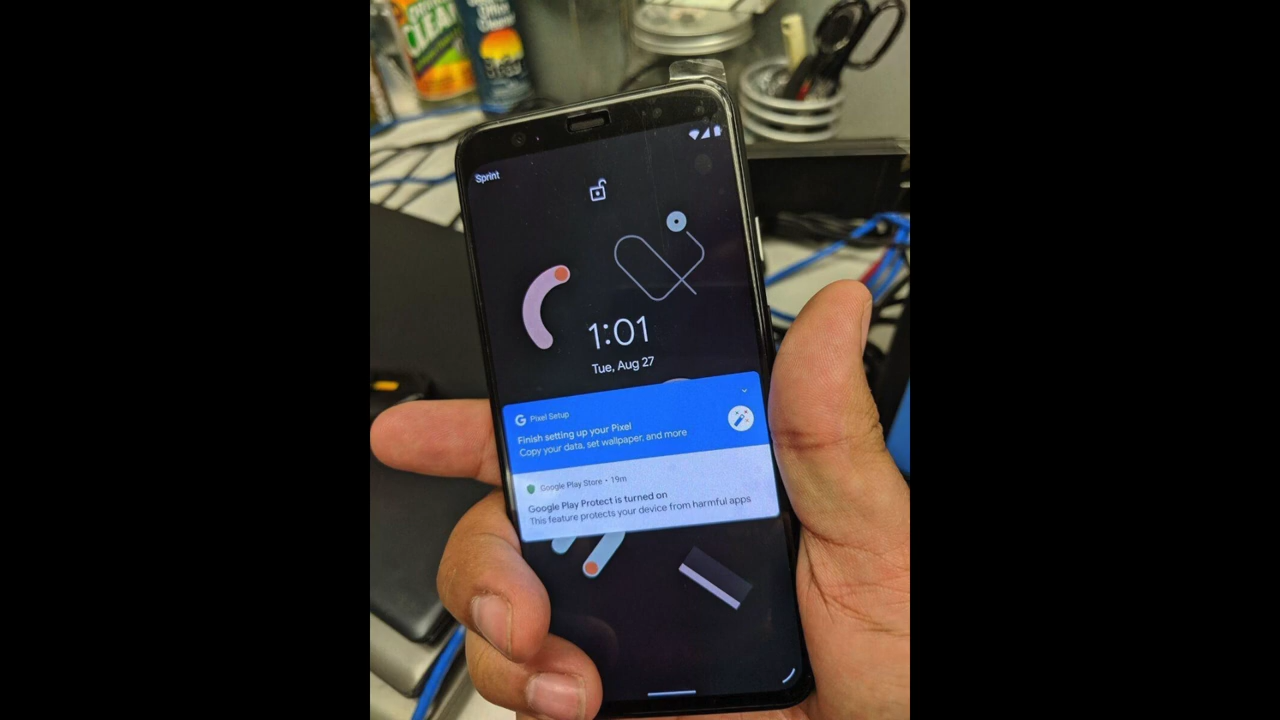 CLEAR
Sprint
1:01
Tue, Aug 27
G Pixel Setup
Finish setting up your Pixel
Copy your data, set wallpaper, and more
Google Play Store • 19m
Google Play Protect is turned on
This feature protects your device from harmful apps